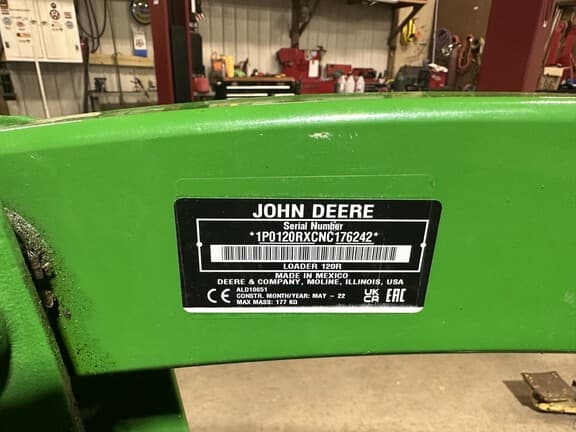 JOHN DEERE
Serial Number
*1P0120RXCNC176242*
LOADER 120R
MADE IN MEXICO
DEERE & COMPANY, MOLINE, ILLINOIS, USA
CE ALD10651 UK CA EAC
CONSTR. MONTH/YEAR: MAY - 22
MAX MASS: 177 KG